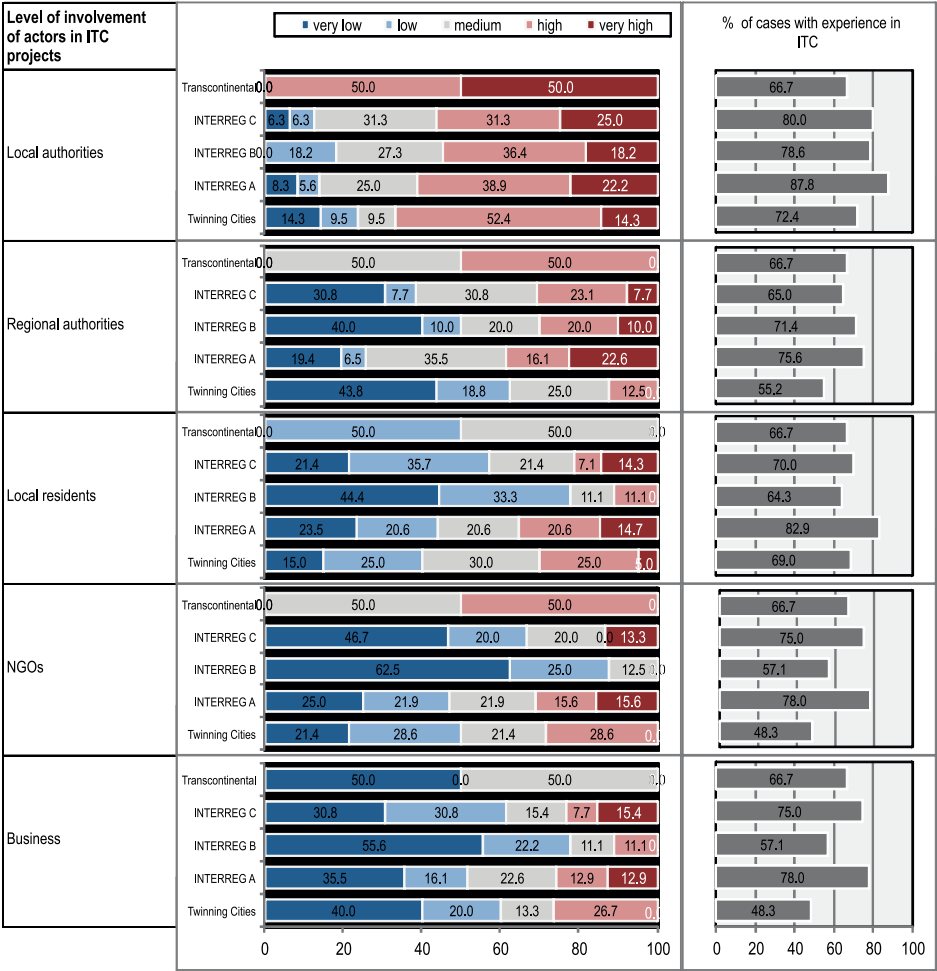 Level of involvement
of actors in ITC
projects
very low low medium high very high
% of cases with experience in
ITC
Local authorities
Transcontinental 0.0 50.0 50.0 66.7
INTERREG C 6.3 6.3 31.3 31.3 25.0 80.0
INTERREG B 0.0 18.2 27.3 36.4 18.2 78.6
INTERREG A 8.3 5.6 25.0 38.9 22.2 87.8
Twinning Cities 14.3 9.5 9.5 52.4 14.3 72.4
Regional authorities
Transcontinental 0.0 50.0 50.0 0 66.7
INTERREG C 30.8 7.7 30.8 23.1 7.7 65.0
INTERREG B 40.0 10.0 20.0 20.0 10.0 71.4
INTERREG A 19.4 6.5 35.5 16.1 22.6 75.6
Twinning Cities 43.8 18.8 25.0 12.5 0.0 55.2
Local residents
Transcontinental 0.0 50.0 50.0 0.0 66.7
INTERREG C 21.4 35.7 21.4 7.1 14.3 70.0
INTERREG B 44.4 33.3 11.1 11.1 0 64.3
INTERREG A 23.5 20.6 20.6 20.6 14.7 82.9
Twinning Cities 15.0 25.0 30.0 25.0 5.0 69.0
NGOs
Transcontinental 0.0 50.0 50.0 0 66.7
INTERREG C 46.7 20.0 20.0 0.0 13.3 75.0
INTERREG B 62.5 25.0 12.5 0.0 57.1
INTERREG A 25.0 21.9 21.9 15.6 15.6 78.0
Twinning Cities 21.4 28.6 21.4 28.6 0.0 48.3
Business
Transcontinental 50.0 0.0 50.0 0.0 66.7
INTERREG C 30.8 30.8 15.4 7.7 15.4 75.0
INTERREG B 55.6 22.2 11.1 11.1 0 57.1
INTERREG A 35.5 16.1 22.6 12.9 12.9 78.0
Twinning Cities 40.0 20.0 13.3 26.7 0.0 48.3
0 20 40 60 80 100 0 20 40 60 80 100